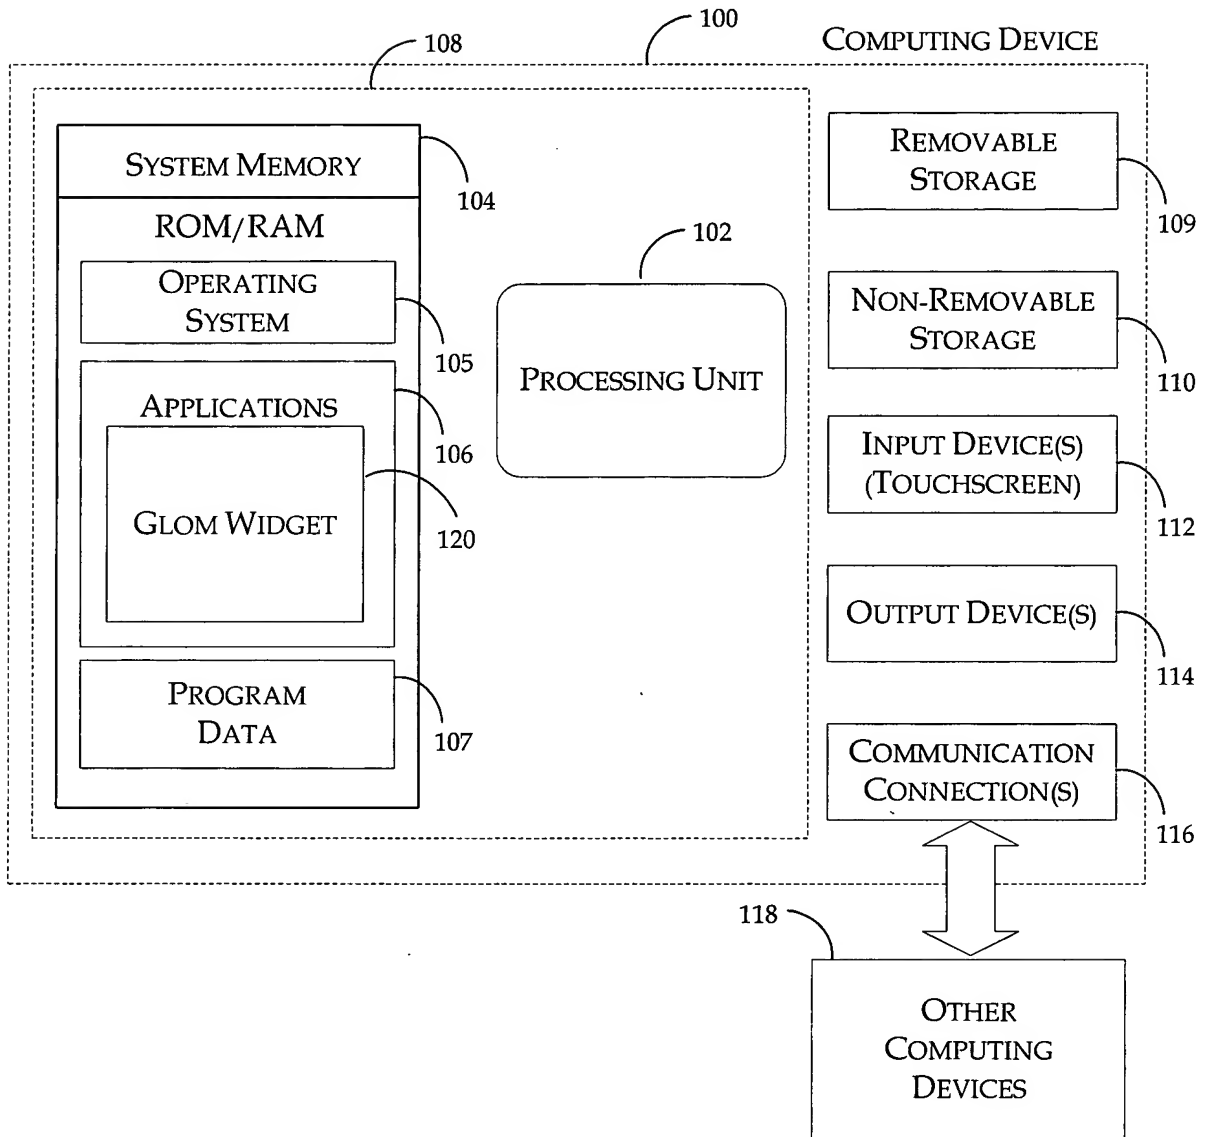 100
COMPUTING DEVICE
108
SYSTEM MEMORY
104
ROM/RAM
OPERATING
SYSTEM
105
APPLICATIONS
106
GLOM WIDGET
120
PROGRAM
DATA
107
102
PROCESSING UNIT
REMOVABLE
STORAGE
109
NON-REMOVABLE
STORAGE
110
INPUT DEVICE(S)
(TOUCHSCREEN)
112
OUTPUT DEVICE(S)
114
COMMUNICATION
CONNECTION(S)
116
118
OTHER
COMPUTING
DEVICES